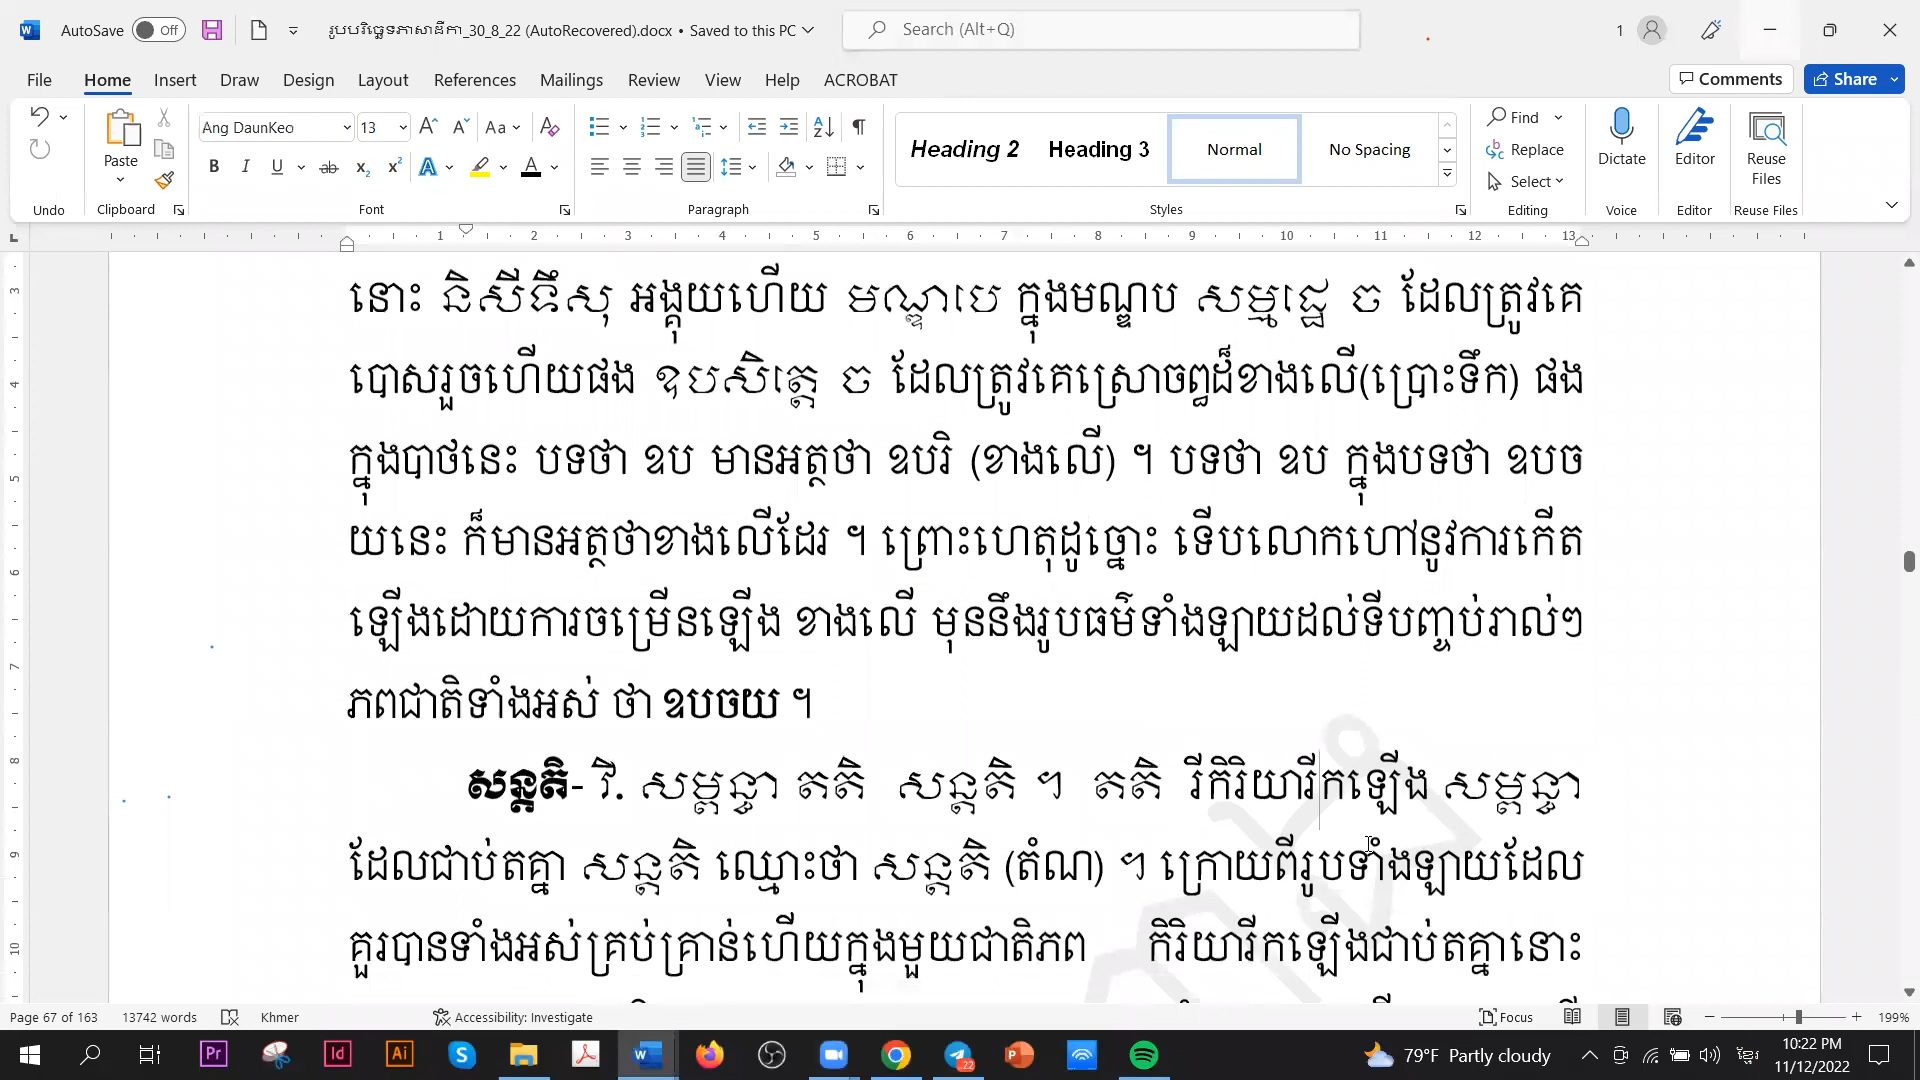 AutoSave Off រូបបរិច្ឆេទភាសាដីកា_30_8_22 (AutoRecovered).docx • Saved to this PC Search (Alt+Q) 1
File Home Insert Draw Design Layout References Mailings Review View Help ACROBAT Comments Share
Ang DaunKeo 13 Heading 2 Heading 3 Normal No Spacing Find Replace Select
Paste Dictate Editor Reuse Files
Undo Clipboard Font Paragraph Styles Editing Voice Editor Reuse Files
1 2 3 4 5 6 7 8 9 10 11 12 13
នោះ និសីទឹសុ អង្គុយហើយ មណ្ឌបេ ក្នុងមណ្ឌប សម្មដ្ឋេ ច ដែលត្រូវគេ
បោសរួចហើយផង ឧបសិត្តេ ច ដែលត្រូវគេស្រោចព្ធដ៏ខាងលើ(ប្រោះទឹក) ផង
ក្នុងបាថនេះ បទថា ឧប មានអត្ថថា ឧបរិ (ខាងលើ) ។ បទថា ឧប ក្នុងបទថា ឧបច
យនេះ ក៏មានអត្ថថាខាងលើដែរ ។ ព្រោះហេតុដូច្នោះ ទើបលោកហៅនូវការកើត
ឡើងដោយការចម្រើនឡើង ខាងលើ មុននឹងរូបធម៌ទាំងឡាយដល់ទីបញ្ចប់រាល់ៗ
ភពជាតិទាំងអស់ ថា ឧបចយ ។
សន្តតិ- វិ. សម្ពន្ធា តតិ សន្តតិ ។ តតិ រីកិរិយារីកឡើង សម្ពន្ធា
ដែលជាប់តគ្នា សន្តតិ ឈ្មោះថា សន្តតិ (តំណ) ។ ក្រោយពីរូបទាំងឡាយដែល
គួរបានទាំងអស់គ្រប់គ្រាន់ហើយក្នុងមួយជាតិភព កិរិយារីកឡើងជាប់តគ្នានោះ
Page 67 of 163 13742 words Khmer Accessibility: Investigate Focus 199%
79°F Partly cloudy 10:22 PM
11/12/2022